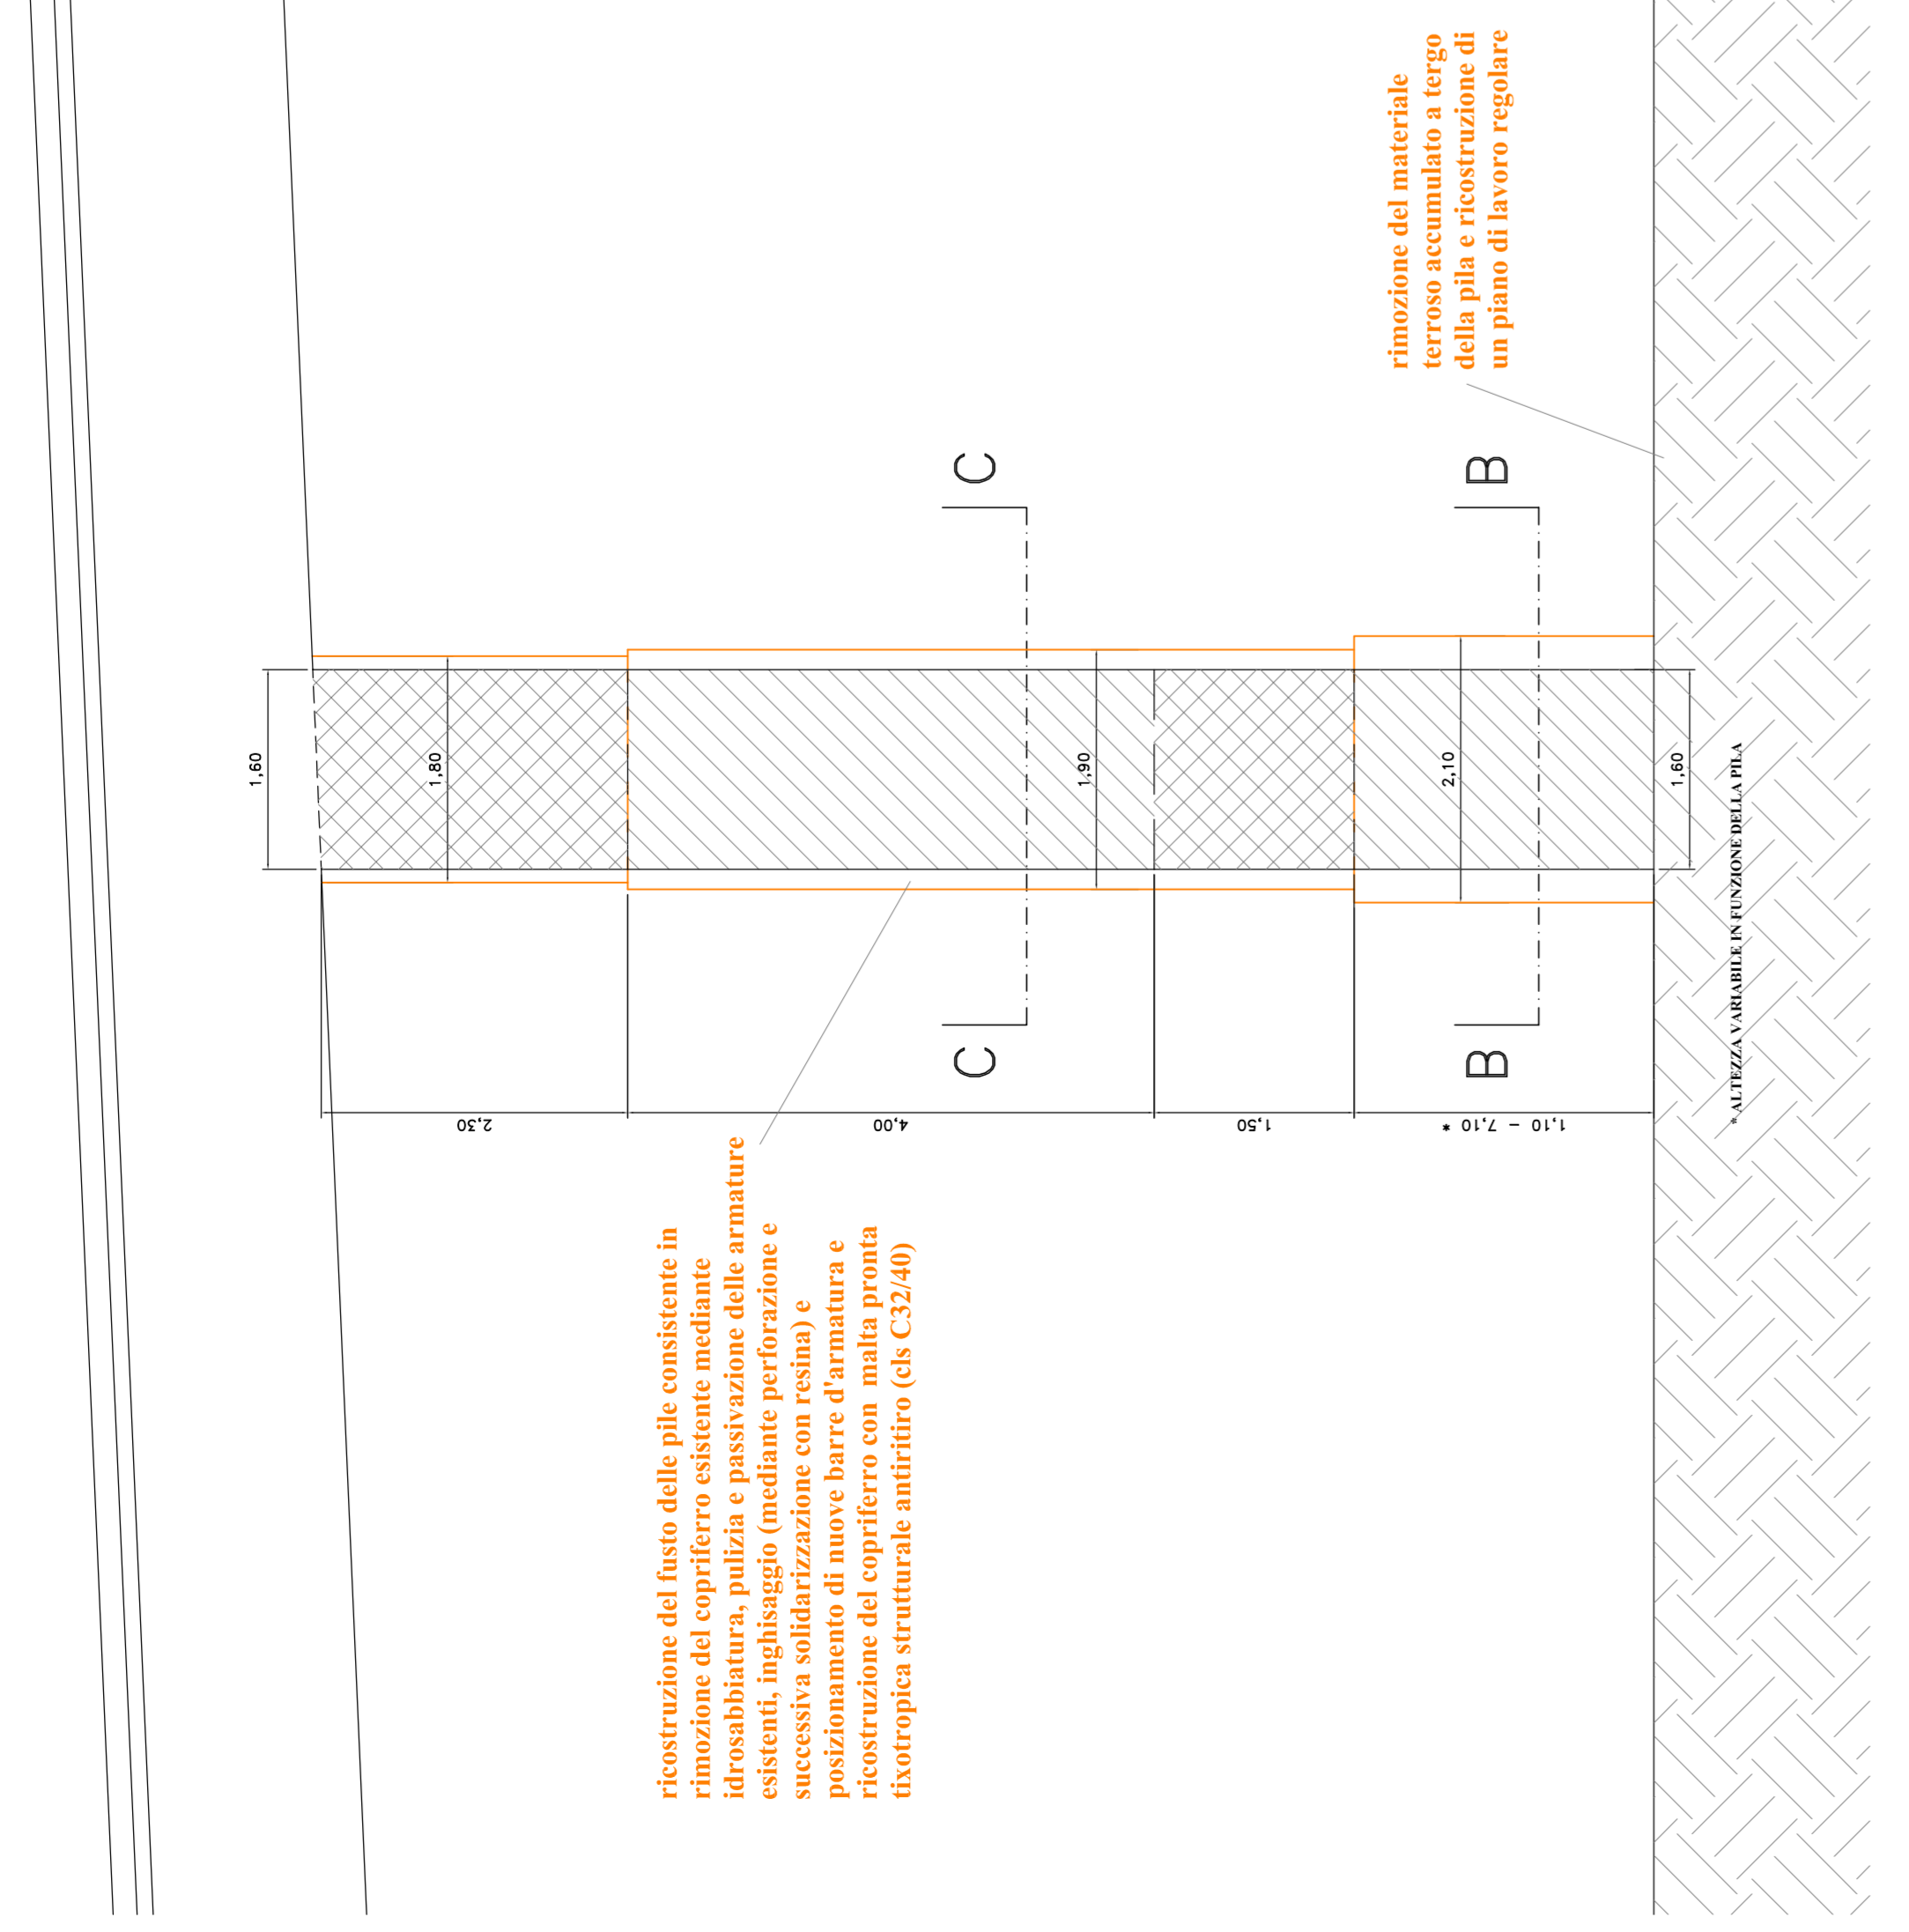 rimozione del materiale
terroso accumulato a tergo
della pila e ricostruzione di
un piano di lavoro regolare
C
B
1,60
1,80
1,90
2,10
1,60
C
B
2,30
4,00
1,50
1,10 - 7,10 *
* ALTEZZA VARIABILE IN FUNZIONE DELLA PILA
ricostruzione del fusto delle pile consistente in
rimozione del copriferro esistente mediante
idrosabbiatura, pulizia e passivazione delle armature
esistenti, inghisaggio (mediante perforazione e
successiva solidarizzazione con resina) e
posizionamento di nuove barre d'armatura e
ricostruzione del copriferro con malta pronta
tixotropica strutturale antiritiro (cls C32/40)